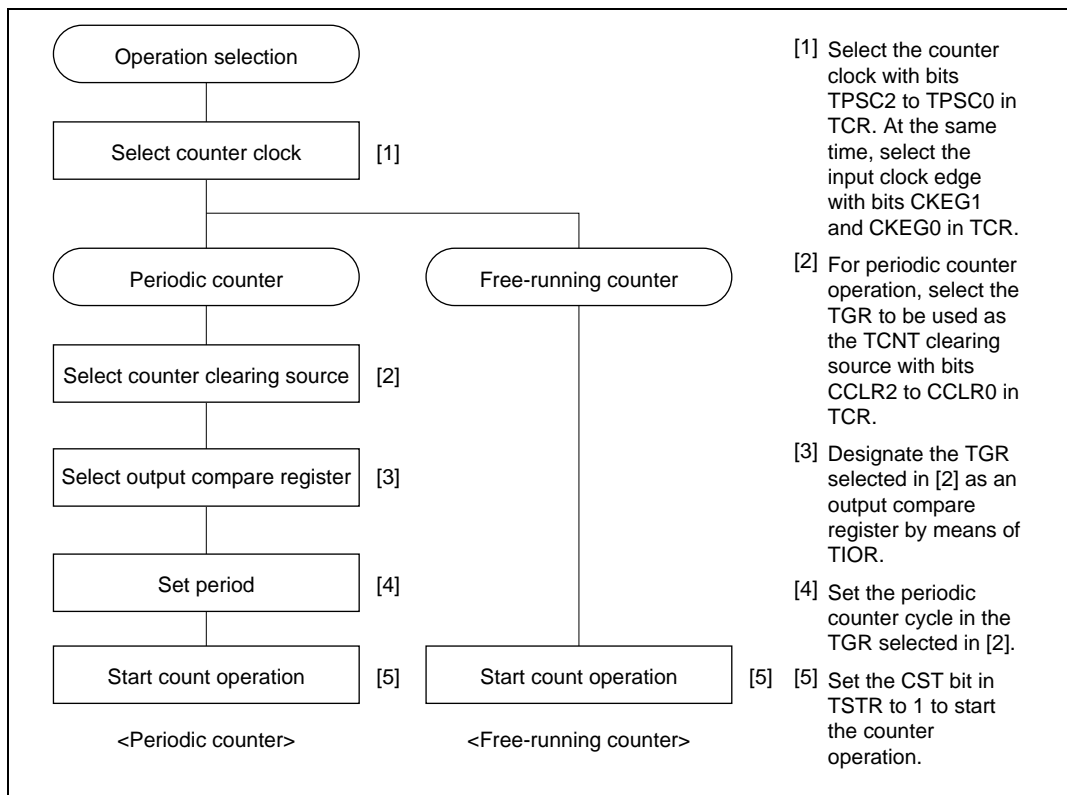 Operation selection
Select counter clock
[1]
Periodic counter
Free-running counter
Select counter clearing source
[2]
Select output compare register
[3]
Set period
[4]
Start count operation
[5]
Start count operation
[5]
<Periodic counter>
<Free-running counter>
[1] Select the counter
clock with bits
TPSC2 to TPSC0 in
TCR. At the same
time, select the
input clock edge
with bits CKEG1
and CKEG0 in TCR.
[2] For periodic counter
operation, select the
TGR to be used as
the TCNT clearing
source with bits
CCLR2 to CCLR0 in
TCR.
[3] Designate the TGR
selected in [2] as an
output compare
register by means of
TIOR.
[4] Set the periodic
counter cycle in the
TGR selected in [2].
[5] Set the CST bit in
TSTR to 1 to start
the counter
operation.